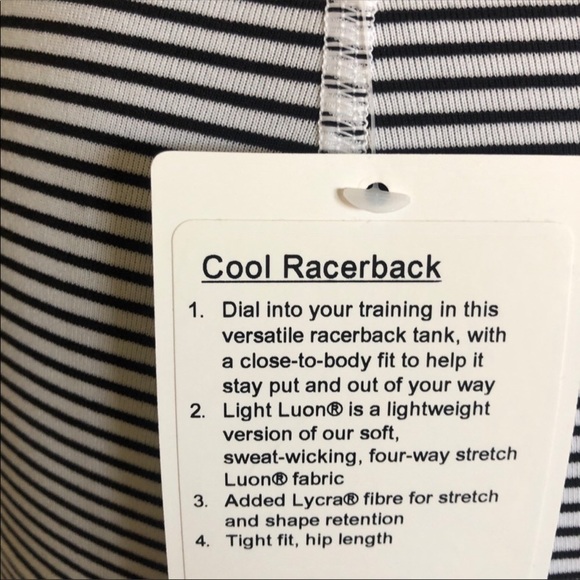 Cool Racerback
1. Dial into your training in this
versatile racerback tank, with
a close-to-body fit to help it
stay put and out of your way
2. Light Luon® is a lightweight
version of our soft,
sweat-wicking, four-way stretch
Luon® fabric
3. Added Lycra® fibre for stretch
and shape retention
4. Tight fit, hip length